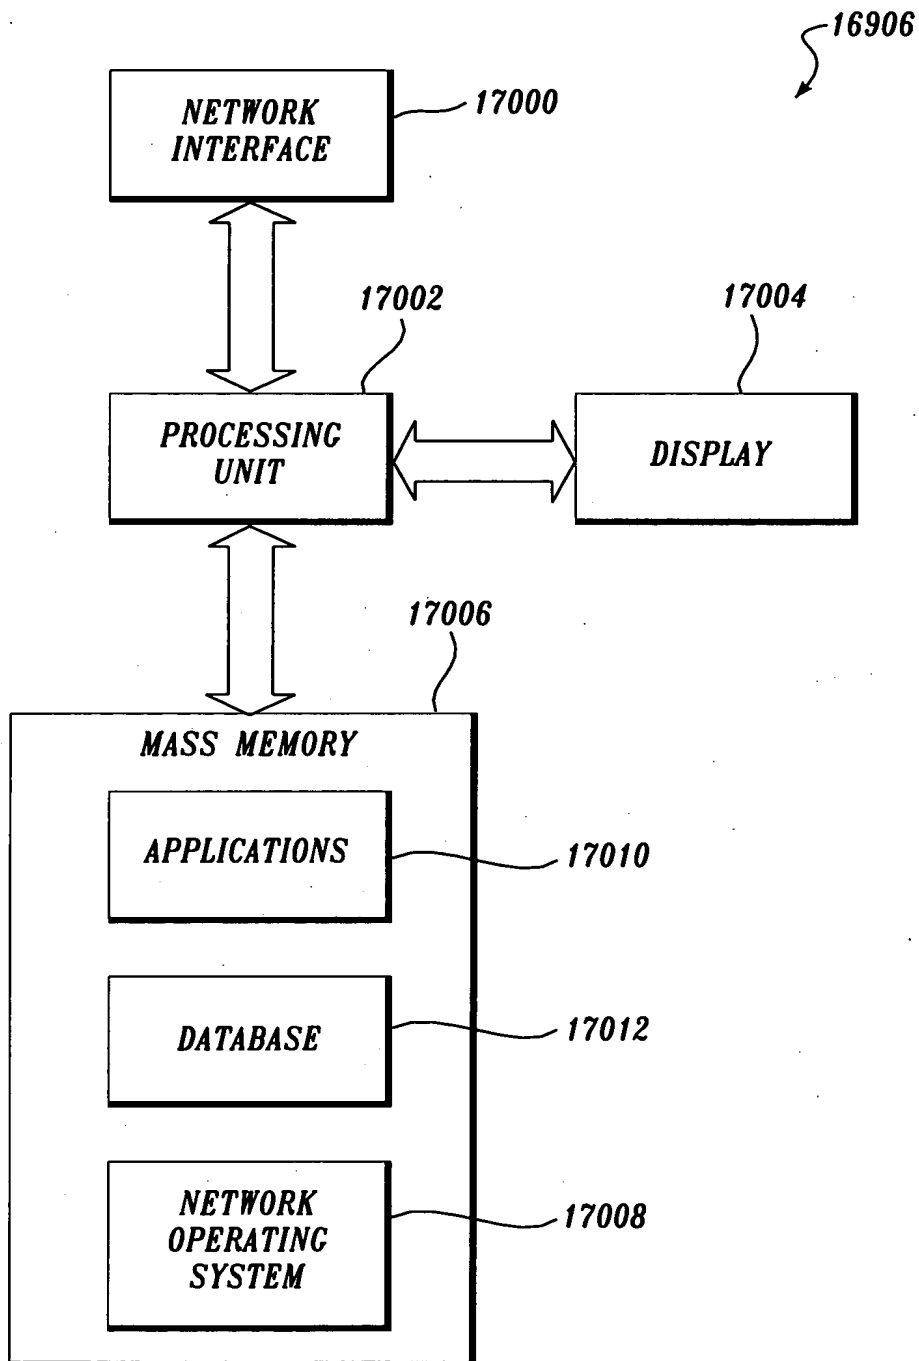 16906
NETWORK
INTERFACE
17000
17002
17004
PROCESSING
UNIT
DISPLAY
17006
MASS MEMORY
APPLICATIONS
17010
DATABASE
17012
NETWORK
OPERATING
SYSTEM
17008